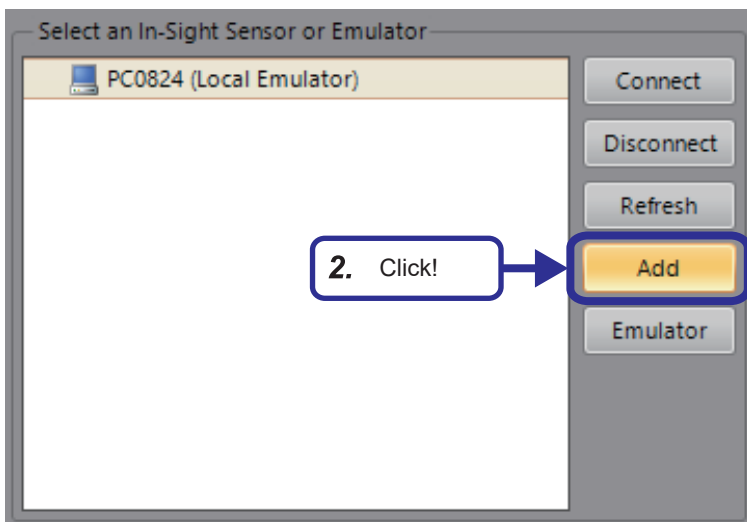 Select an In-Sight Sensor or Emulator
PC0824 (Local Emulator)
Connect
Disconnect
Refresh
2. Click!
Add
Emulator